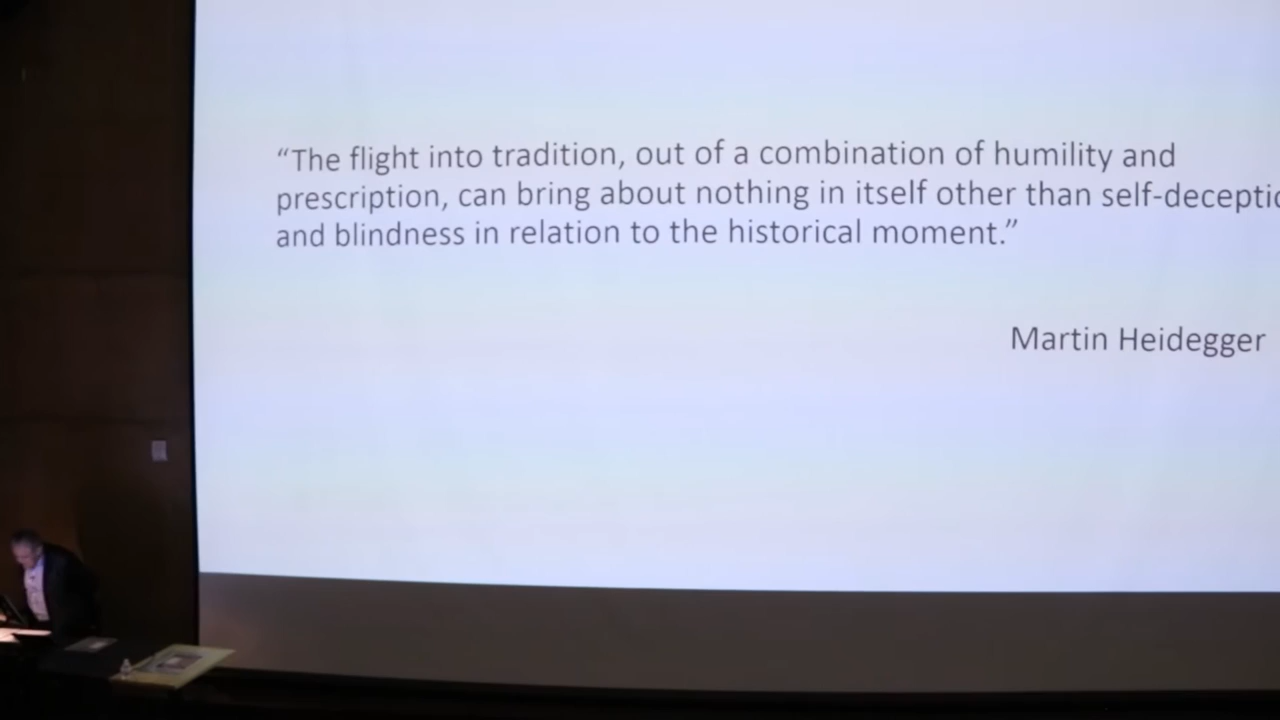 “The flight into tradition, out of a combination of humility and
prescription, can bring about nothing in itself other than self-deceptio
and blindness in relation to the historical moment.”
Martin Heidegger